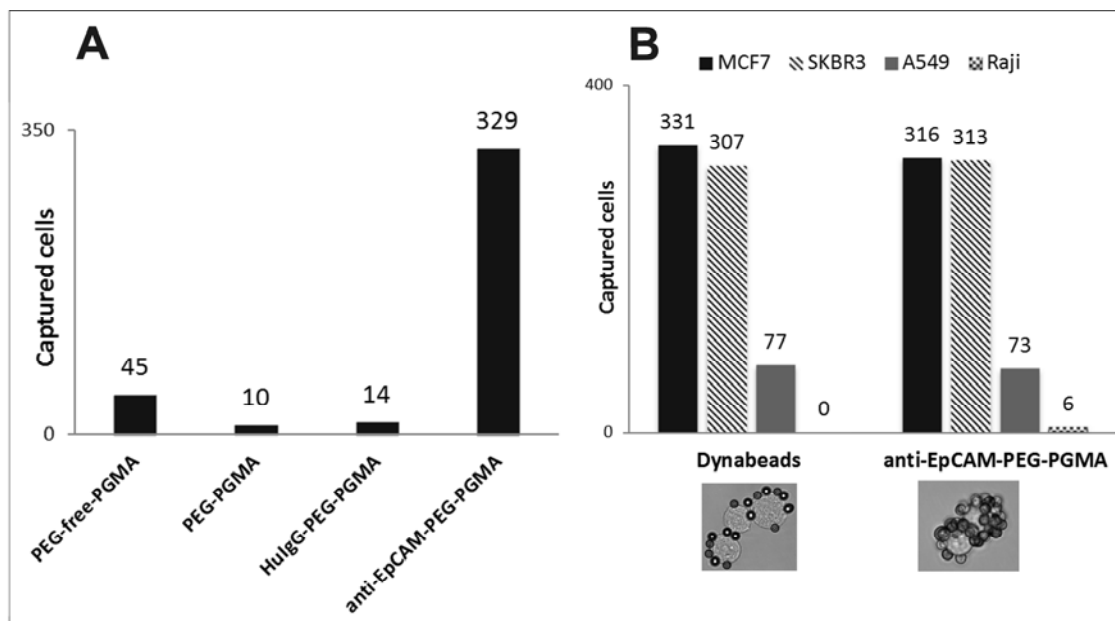 A
350
Captured cells
0
45
10
14
329
PEG-free-PGMA
PEG-PGMA
HuIgG-PEG-PGMA
anti-EpCAM-PEG-PGMA
B
MCF7 SKBR3 A549 Raji
400
Captured cells
0
331
307
77
0
316
313
73
6
Dynabeads
anti-EpCAM-PEG-PGMA